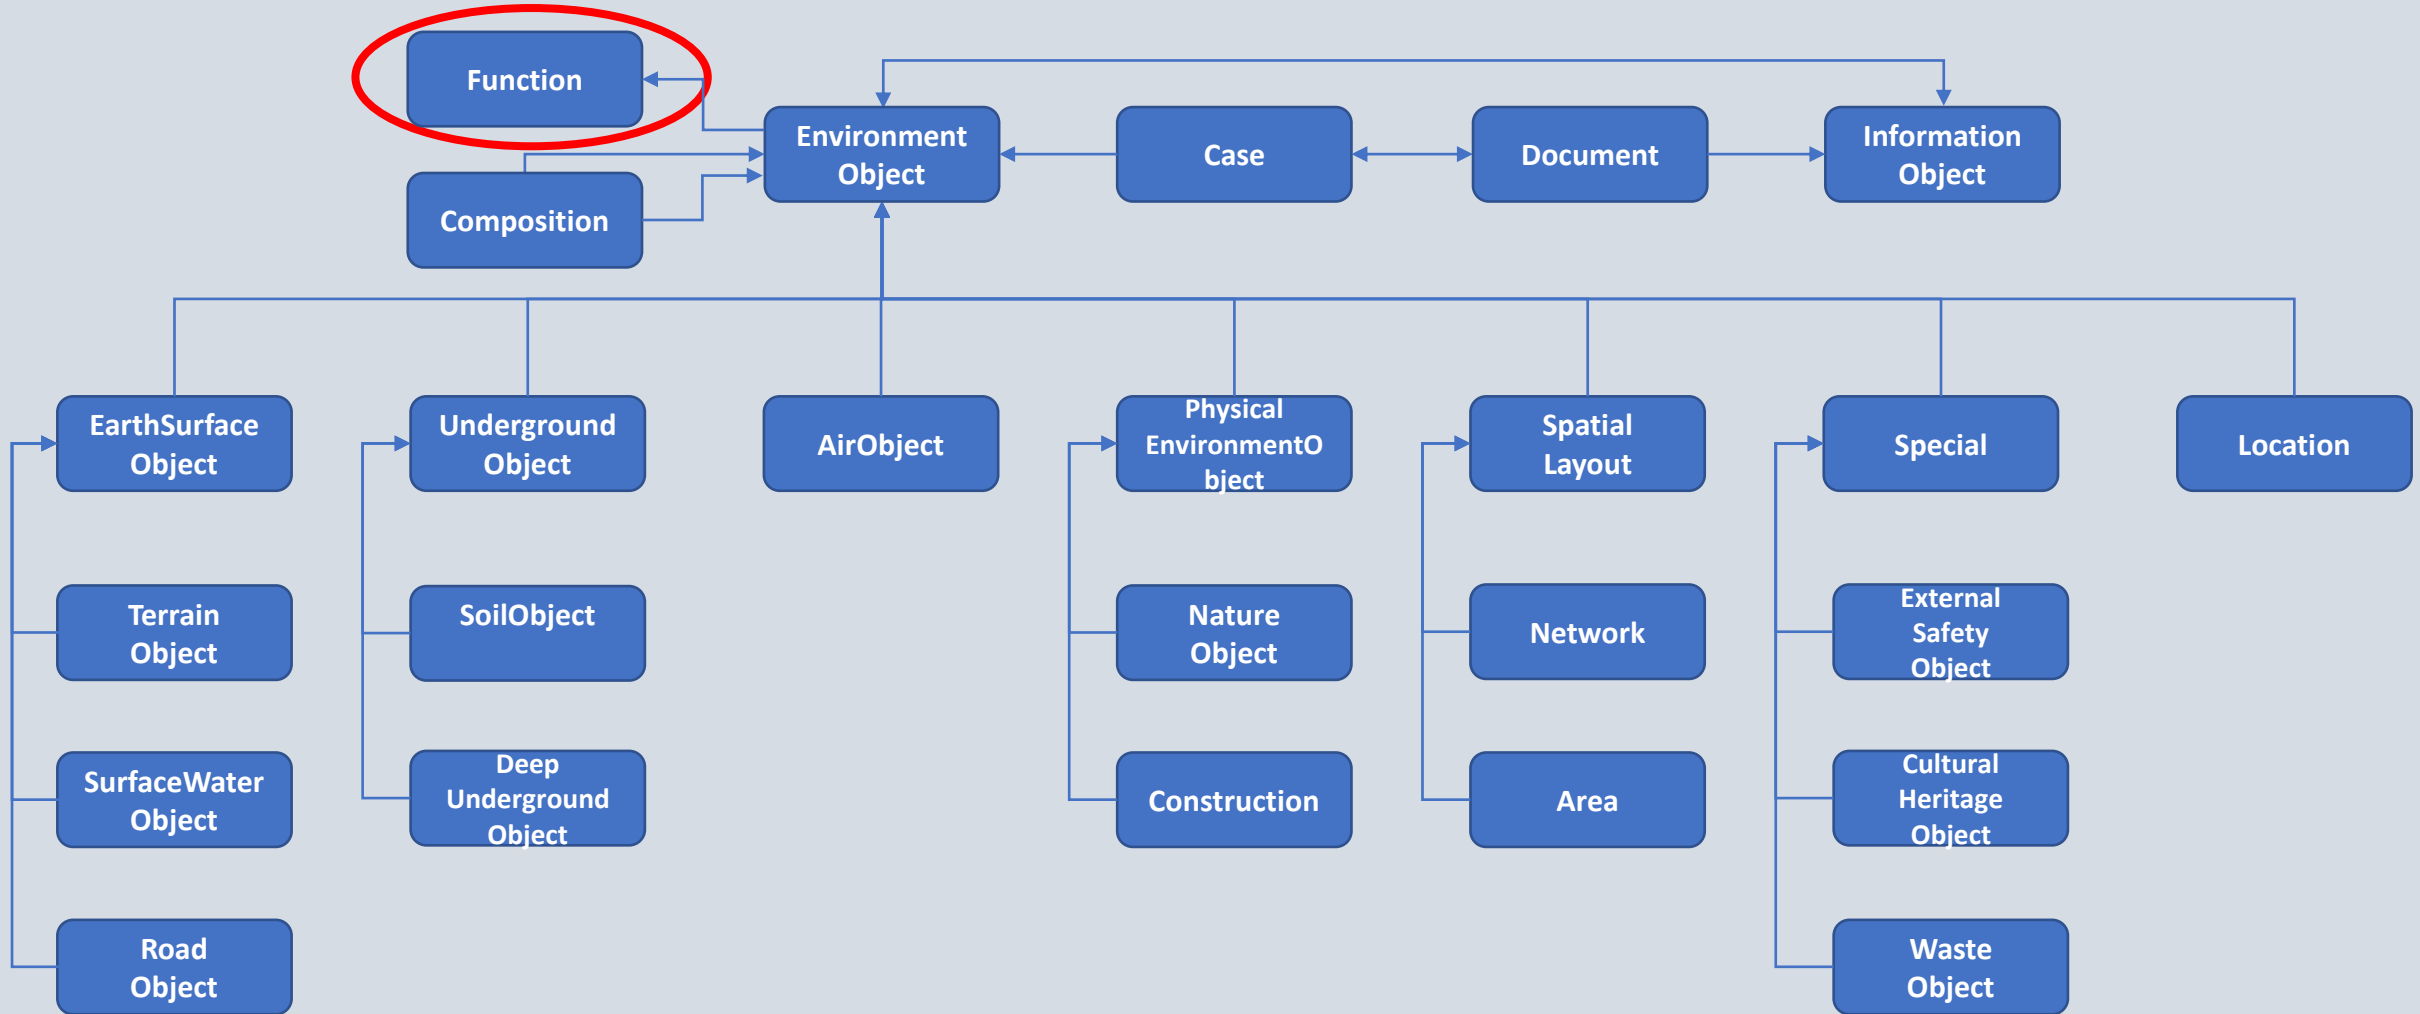 Function
Environment
Object
Case
Document
Information
Object
Composition
EarthSurface
Object
Underground
Object
AirObject
Physical
EnvironmentO
bject
Spatial
Layout
Special
Location
Terrain
Object
SoilObject
Nature
Object
Network
External
Safety
Object
SurfaceWater
Object
Deep
Underground
Object
Construction
Area
Cultural
Heritage
Object
Road
Object
Waste
Object